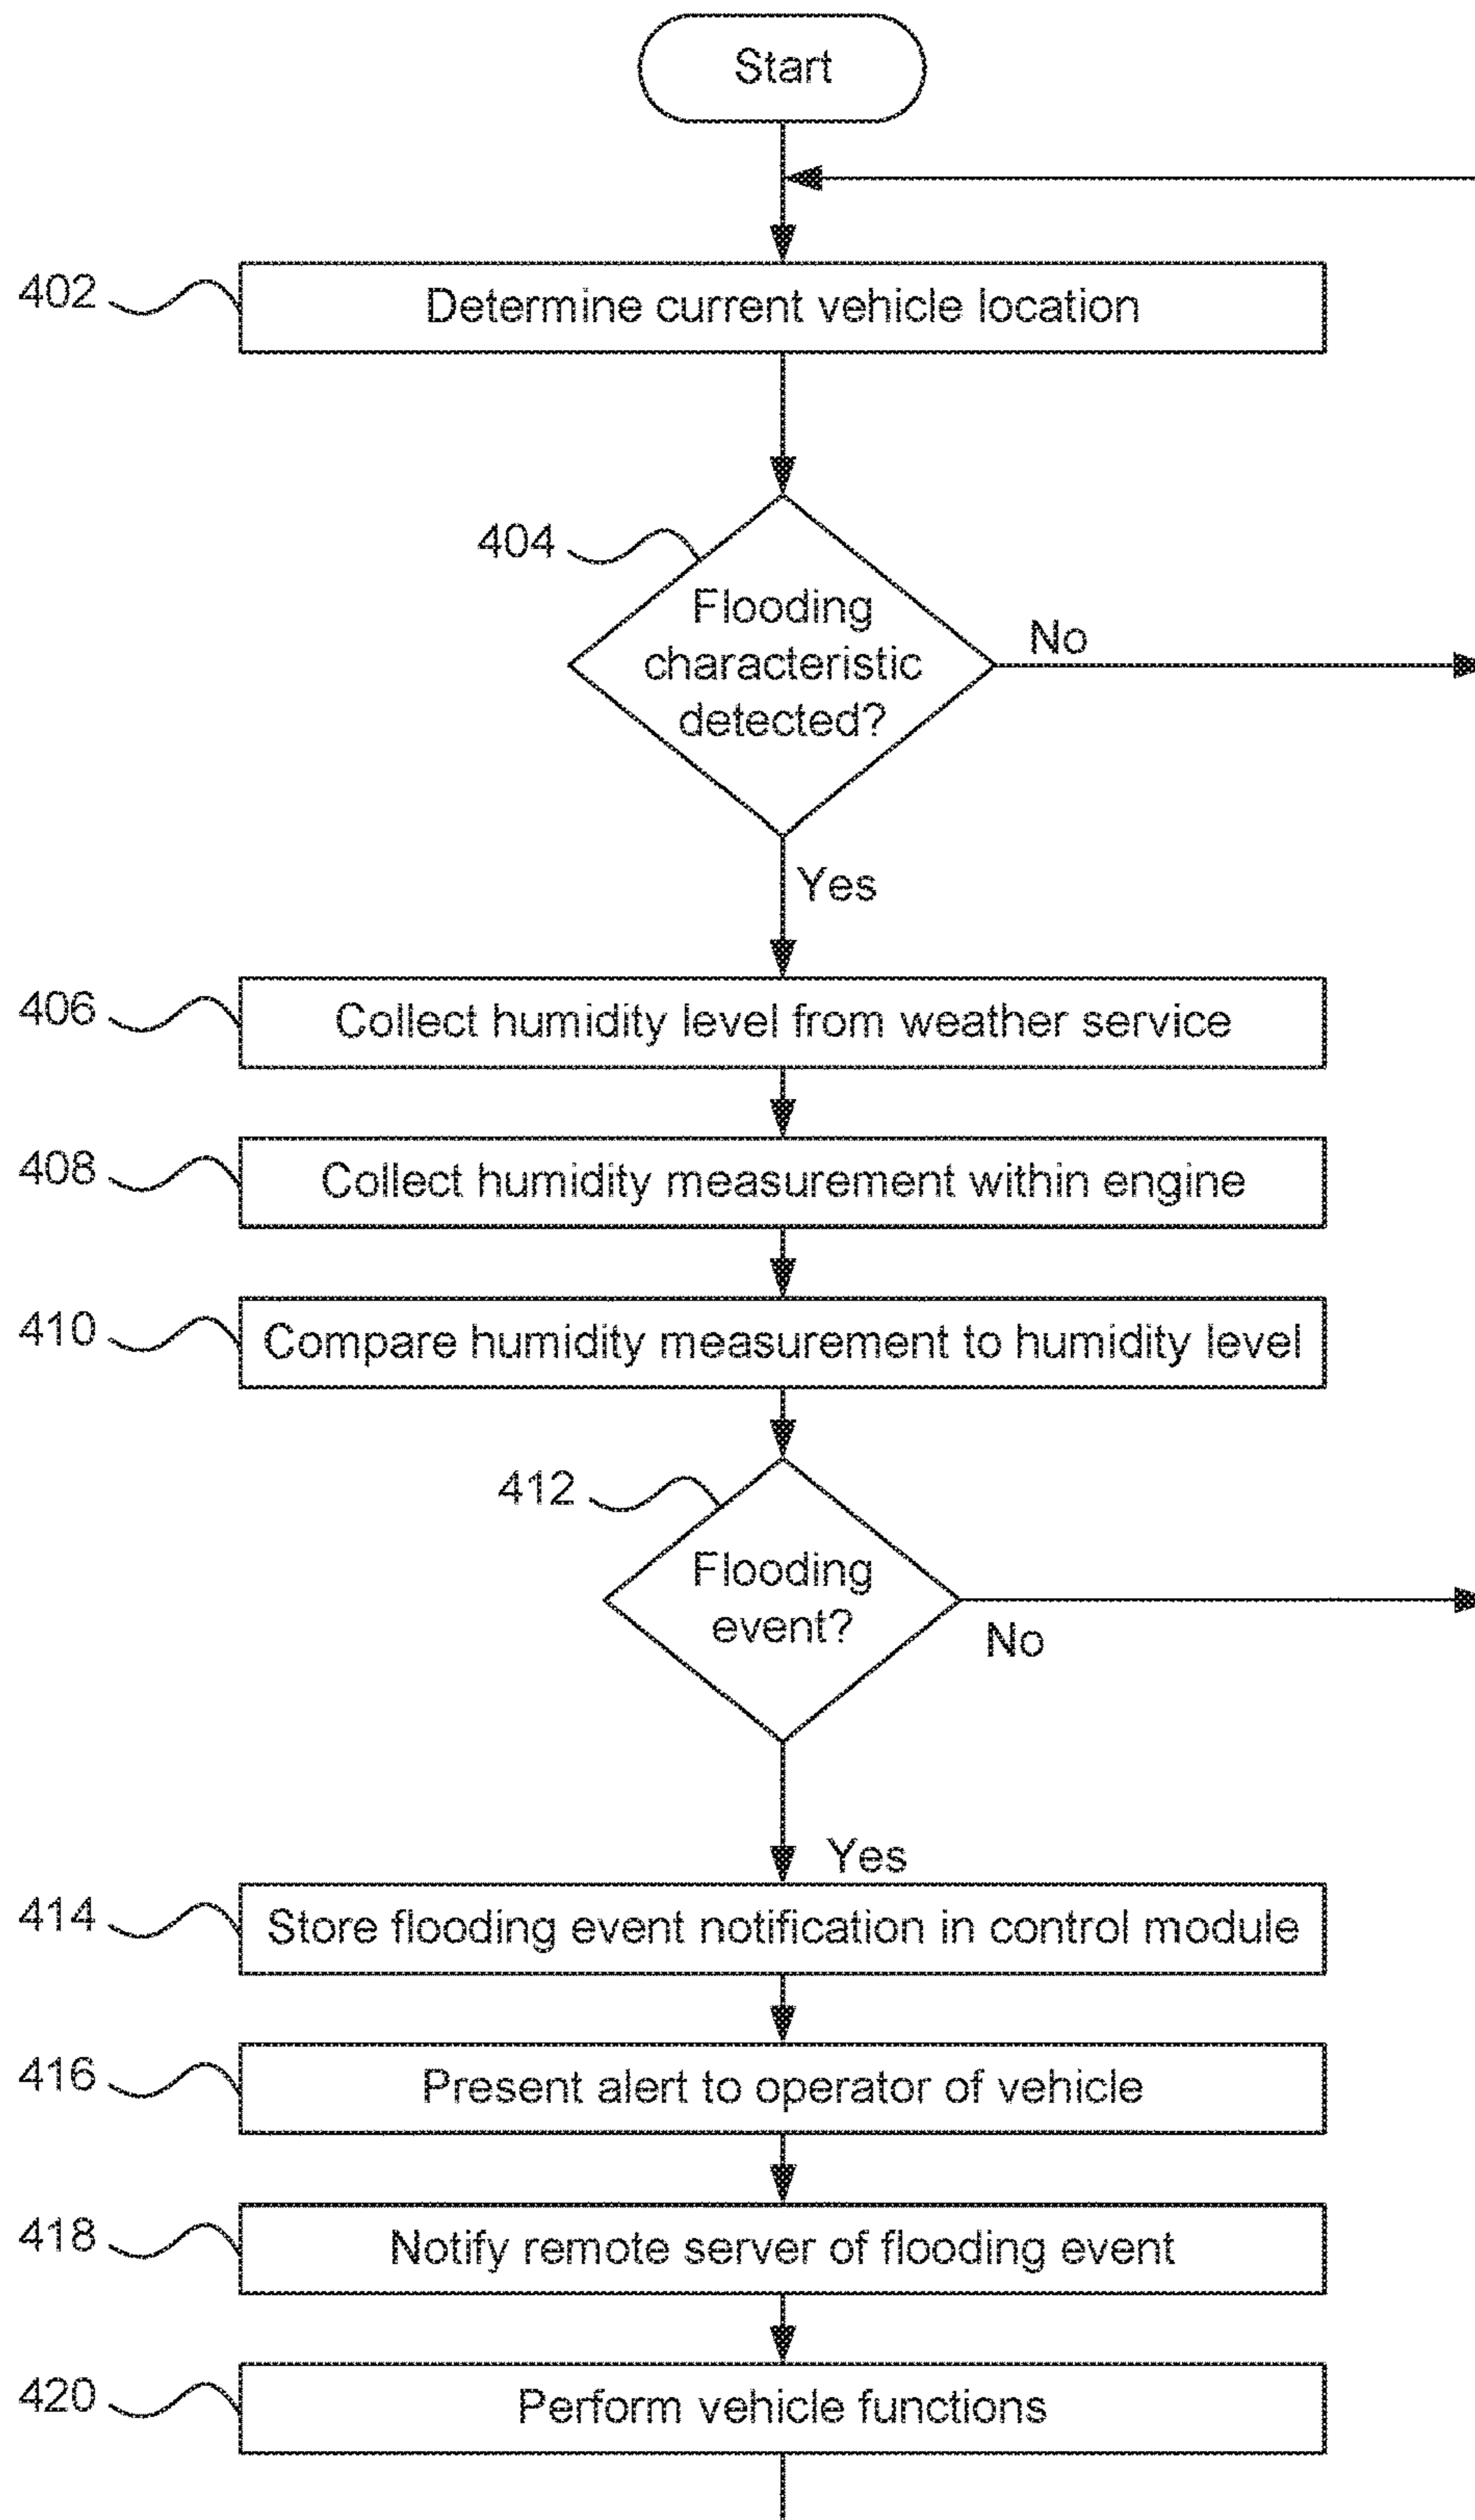 Start
402
Determine current vehicle location
404
Flooding
characteristic
detected?
No
Yes
406
Collect humidity level from weather service
408
Collect humidity measurement within engine
410
Compare humidity measurement to humidity level
412
Flooding
event?
No
Yes
414
Store flooding event notification in control module
416
Present alert to operator of vehicle
418
Notify remote server of flooding event
420
Perform vehicle functions